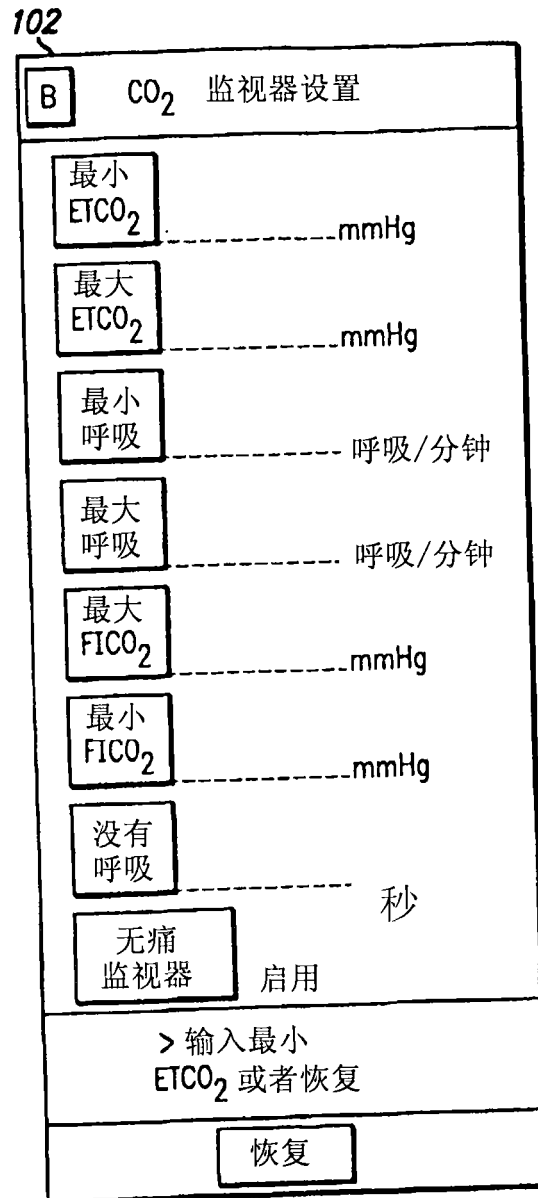 102
B CO₂ 监视器设置
最小
ETCO₂ mmHg
最大
ETCO₂ mmHg
最小
呼吸 呼吸/分钟
最大
呼吸 呼吸/分钟
最大
FICO₂ mmHg
最小
FICO₂ mmHg
没有
呼吸 秒
无痛
监视器 启用
>输入最小
ETCO₂ 或者恢复
恢复